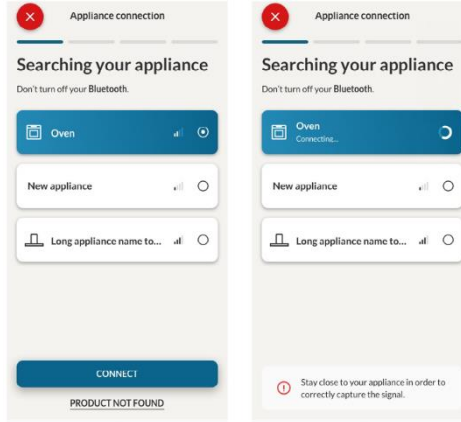 Appliance connection
Searching your appliance
Don't turn off your Bluetooth.
Oven
New appliance
Long appliance name to...
CONNECT
PRODUCT NOT FOUND
Appliance connection
Searching your appliance
Don't turn off your Bluetooth.
Oven
Connecting...
New appliance
Long appliance name to...
Stay close to your appliance in order to
correctly capture the signal.